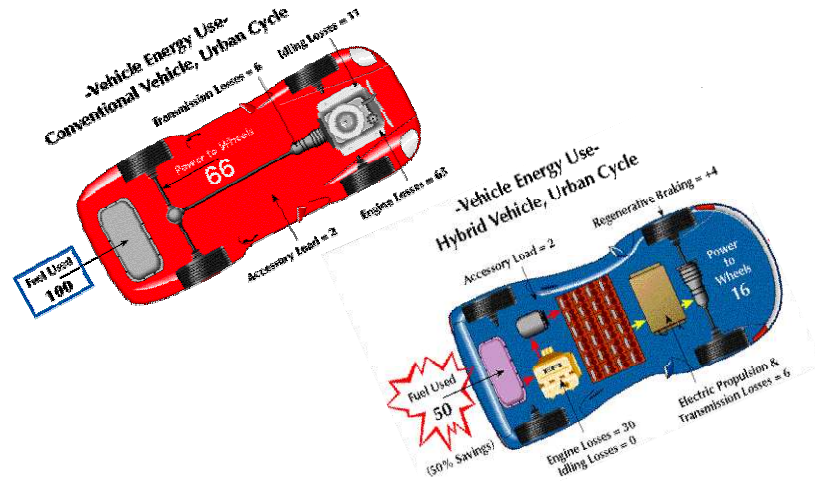 -Vehicle Energy Use-
Conventional Vehicle, Urban Cycle
Idling Losses = 17
Transmission Losses = 6
Power to Wheels
66
Engine Losses = 63
Accessory Load = 2
Fuel Used
100
-Vehicle Energy Use-
Hybrid Vehicle, Urban Cycle
Regenerative Braking = +4
Accessory Load = 2
Power
to
Wheels
16
Fuel Used
50
(50% Savings)
Electric Propulsion &
Transmission Losses = 6
Engine Losses = 30
Idling Losses = 0